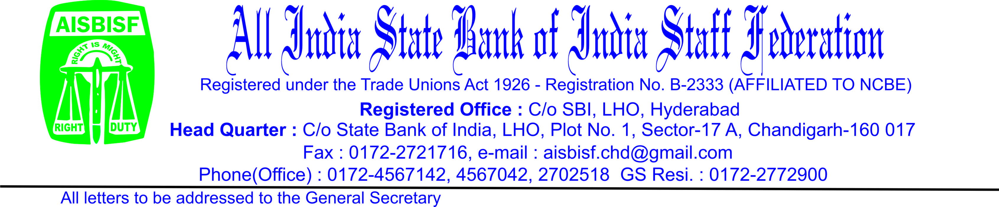 AISBISF
RIGHT IS MIGHT
RIGHT
DUTY
All India State Bank of India Staff Federation
Registered under the Trade Unions Act 1926 - Registration No. B-2333 (AFFILIATED TO NCBE)
Registered Office : C/o SBI, LHO, Hyderabad
Head Quarter : C/o State Bank of India, LHO, Plot No. 1, Sector-17 A, Chandigarh-160 017
Fax : 0172-2721716, e-mail : aisbisf.chd@gmail.com
Phone(Office) : 0172-4567142, 4567042, 2702518 GS Resi. : 0172-2772900
All letters to be addressed to the General Secretary